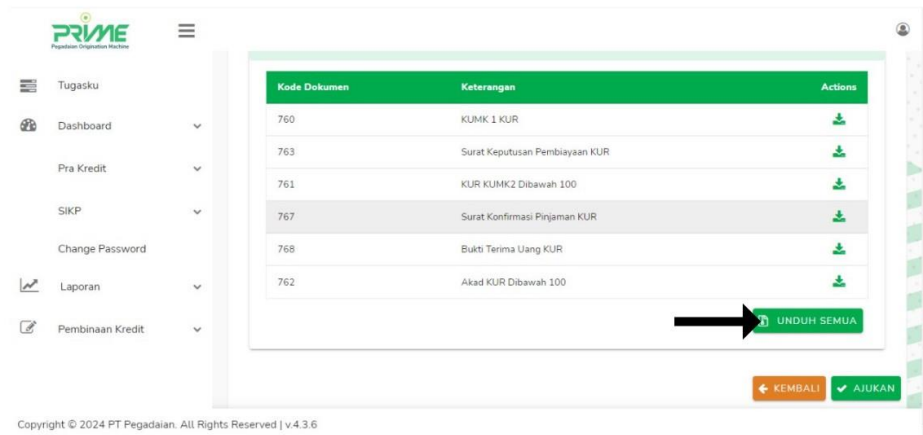 PRIME
Pegadaian Origination Machine
Tugasku
Dashboard
Pra Kredit
SIKP
Change Password
Laporan
Pembinaan Kredit
Kode Dokumen Keterangan Actions
760 KUMK 1 KUR
763 Surat Keputusan Pembiayaan KUR
761 KUR KUMK2 Dibawah 100
767 Surat Konfirmasi Pinjaman KUR
768 Bukti Terima Uang KUR
762 Akad KUR Dibawah 100
UNDUH SEMUA
KEMBALI AJUKAN
Copyright © 2024 PT Pegadaian. All Rights Reserved | v.4.3.6